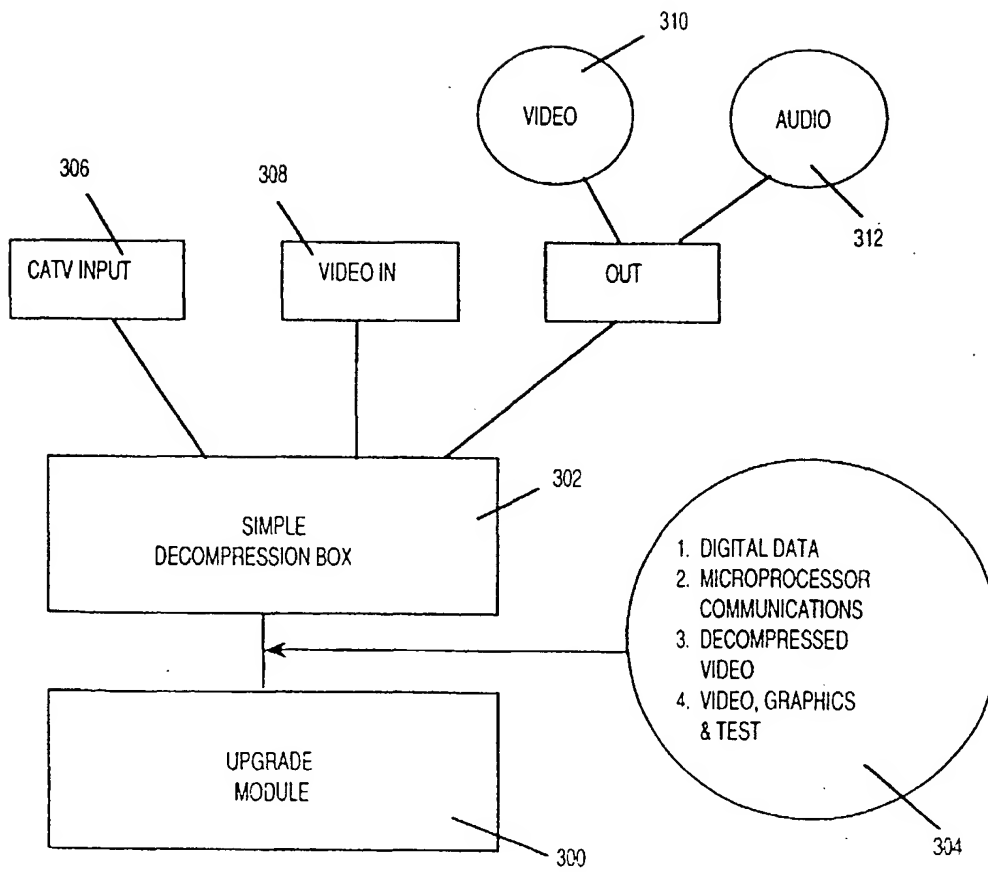 310
VIDEO
AUDIO
306
308
312
CATV INPUT
VIDEO IN
OUT
302
SIMPLE
DECOMPRESSION BOX
1. DIGITAL DATA
2. MICROPROCESSOR
COMMUNICATIONS
3. DECOMPRESSED
VIDEO
4. VIDEO, GRAPHICS
& TEST
UPGRADE
MODULE
304
300